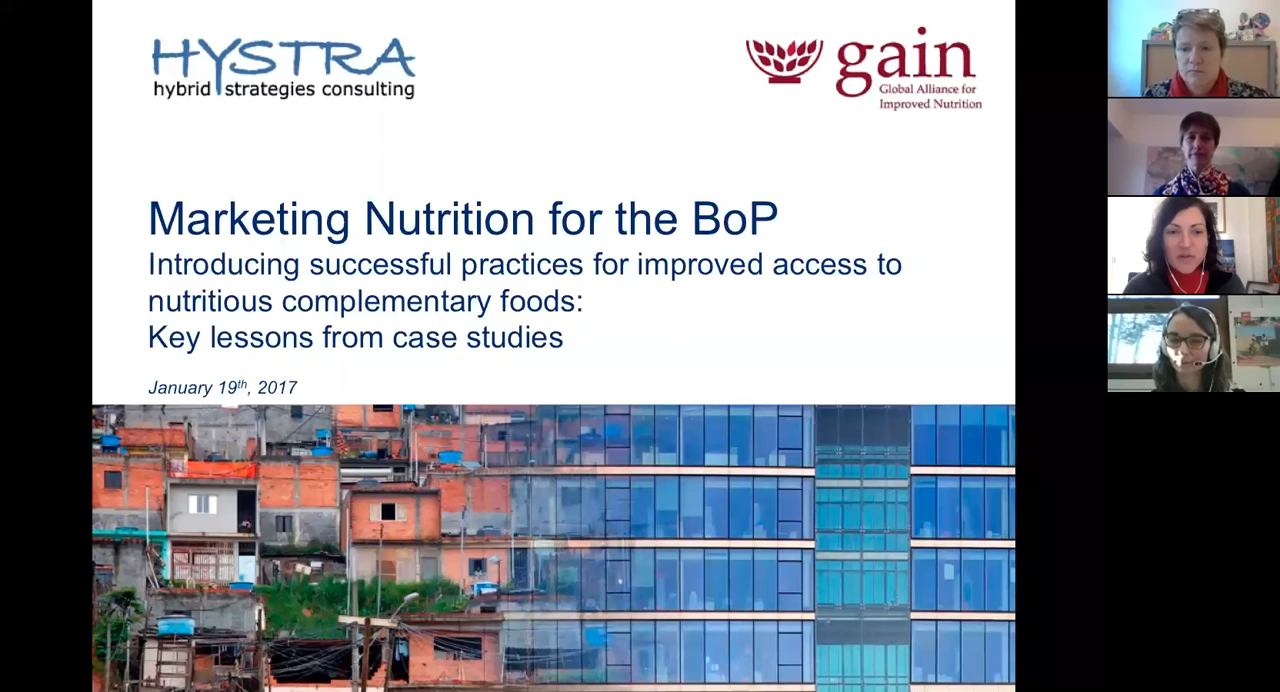 HYSTRA
hybrid strategies consulting
gain
Global Alliance for
Improved Nutrition
Marketing Nutrition for the BoP
Introducing successful practices for improved access to
nutritious complementary foods:
Key lessons from case studies
January 19th, 2017